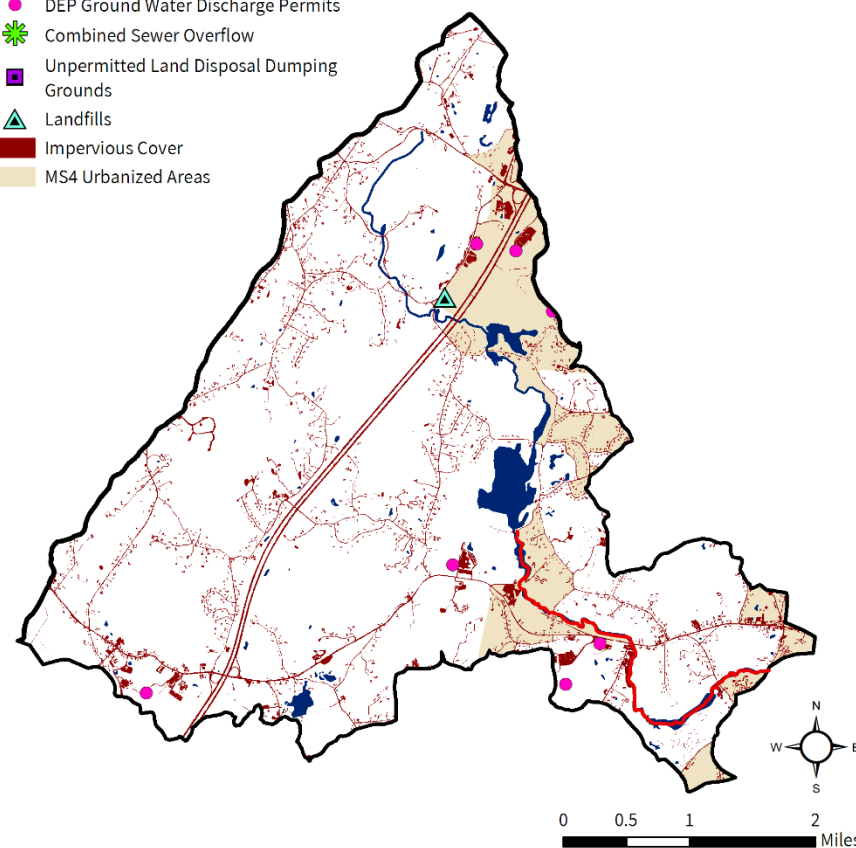 DEP Ground Water Discharge Permits
Combined Sewer Overflow
Unpermitted Land Disposal Dumping
Grounds
Landfills
Impervious Cover
MS4 Urbanized Areas
N
W E
S
0 0.5 1 2
Miles